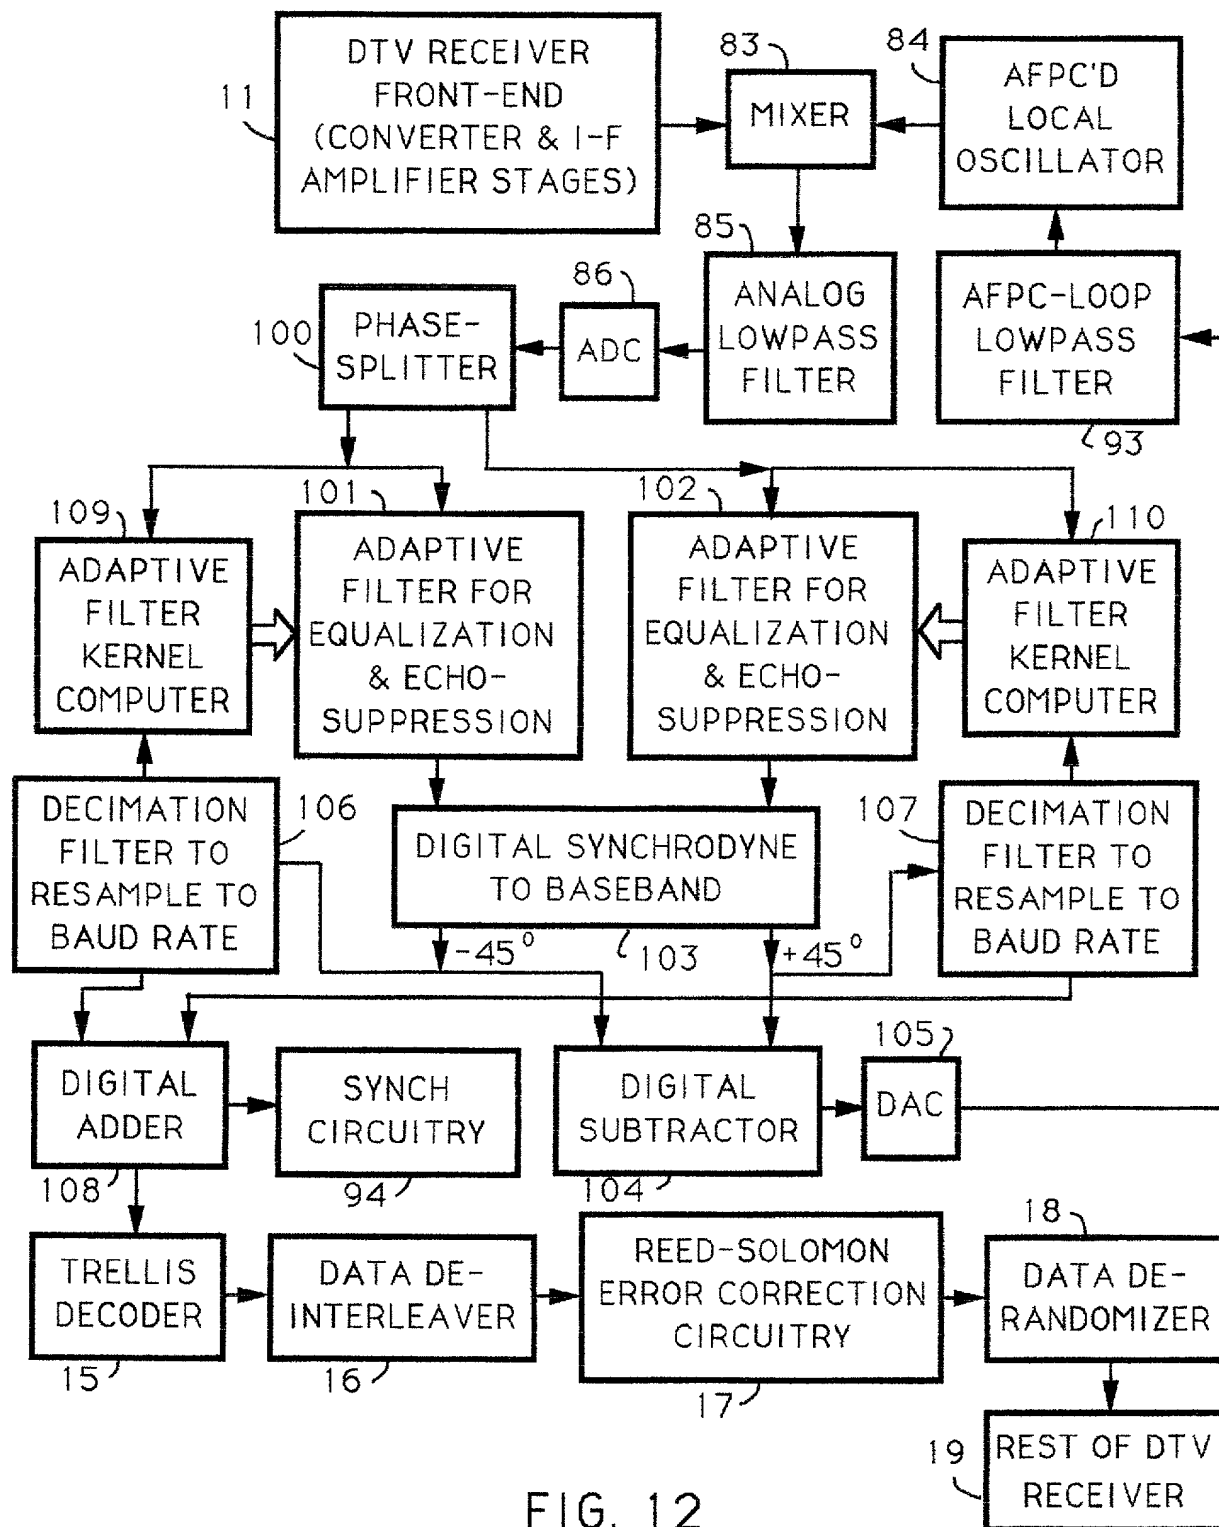 DTV RECEIVER
FRONT-END
(CONVERTER & I-F
AMPLIFIER STAGES)
11
83
MIXER
84
AFPC'D
LOCAL
OSCILLATOR
85
ANALOG
LOWPASS
FILTER
86
ADC
100
PHASE-
SPLITTER
AFPC-LOOP
LOWPASS
FILTER
93
109
ADAPTIVE
FILTER
KERNEL
COMPUTER
101
ADAPTIVE
FILTER FOR
EQUALIZATION
& ECHO-
SUPPRESSION
102
ADAPTIVE
FILTER FOR
EQUALIZATION
& ECHO-
SUPPRESSION
110
ADAPTIVE
FILTER
KERNEL
COMPUTER
DECIMATION
FILTER TO
RESAMPLE TO
BAUD RATE
106
DIGITAL SYNCHRODYNE
TO BASEBAND
103
-45°
+45°
107
DECIMATION
FILTER TO
RESAMPLE TO
BAUD RATE
DIGITAL
ADDER
108
SYNCH
CIRCUITRY
94
DIGITAL
SUBTRACTOR
104
105
DAC
TRELLIS
DECODER
15
DATA DE-
INTERLEAVER
16
REED-SOLOMON
ERROR CORRECTION
CIRCUITRY
17
18
DATA DE-
RANDOMIZER
19
REST OF DTV
RECEIVER
FIG. 12